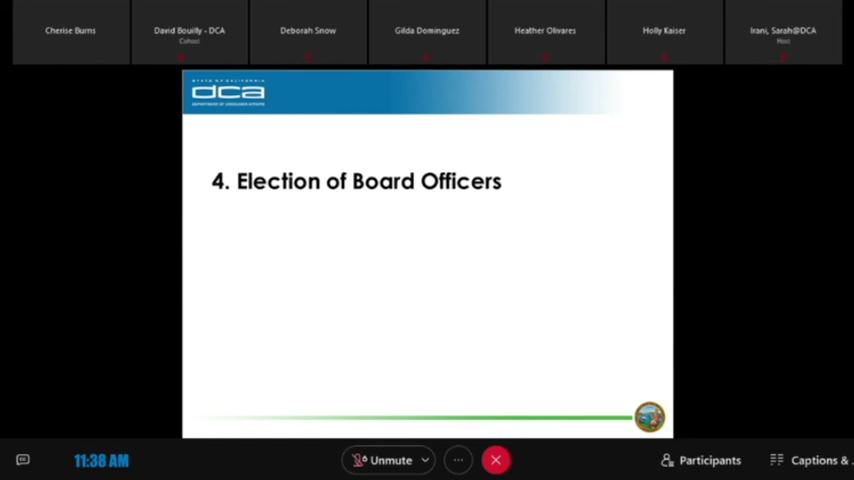 Cherise Burns
David Bouilly - DCA
Cohost
Deborah Snow
Gilda Dominguez
Heather Olivares
Holly Kaiser
Irani, Sarah@DCA
Host
STATE OF CALIFORNIA
dca
DEPARTMENT OF CONSUMER AFFAIRS
4. Election of Board Officers
11:38 AM
Unmute
Participants
Captions &